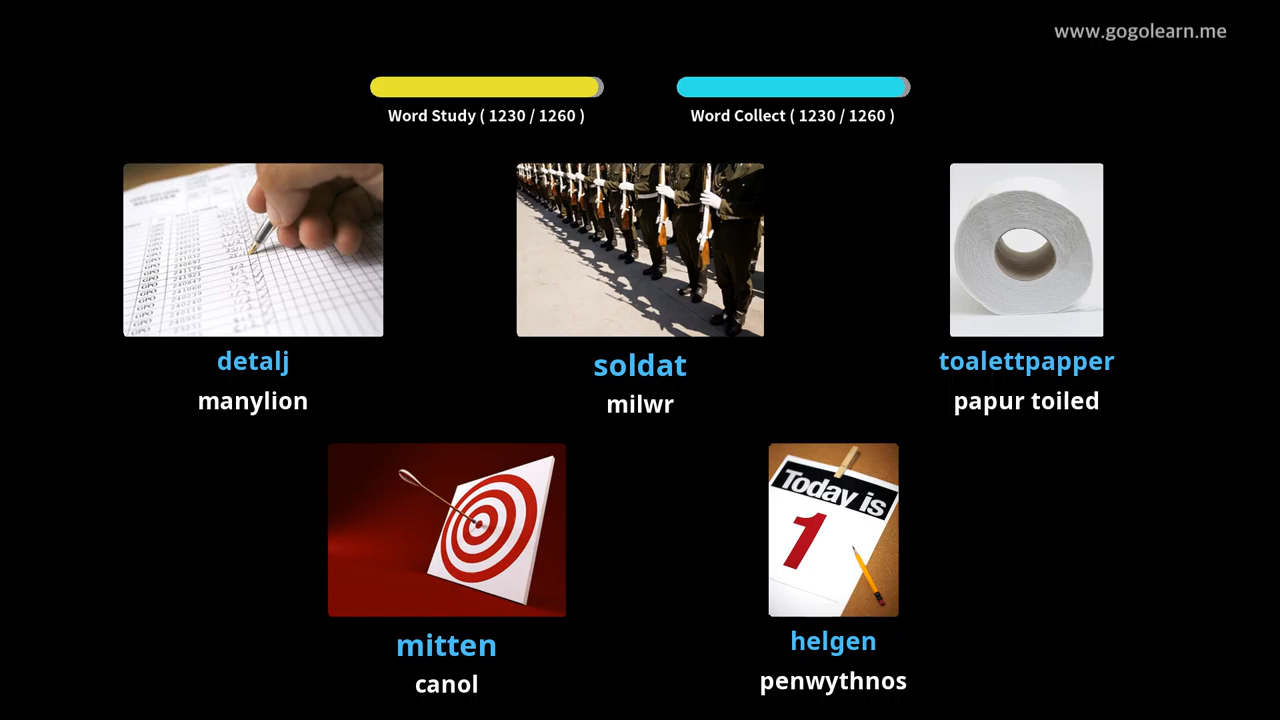 www.gogolearn.me
Word Study ( 1230 / 1260 )
Word Collect ( 1230 / 1260 )
detalj
manylion
soldat
milwr
toalettpapper
papur toiled
Today is
1
mitten
canol
helgen
penwythnos